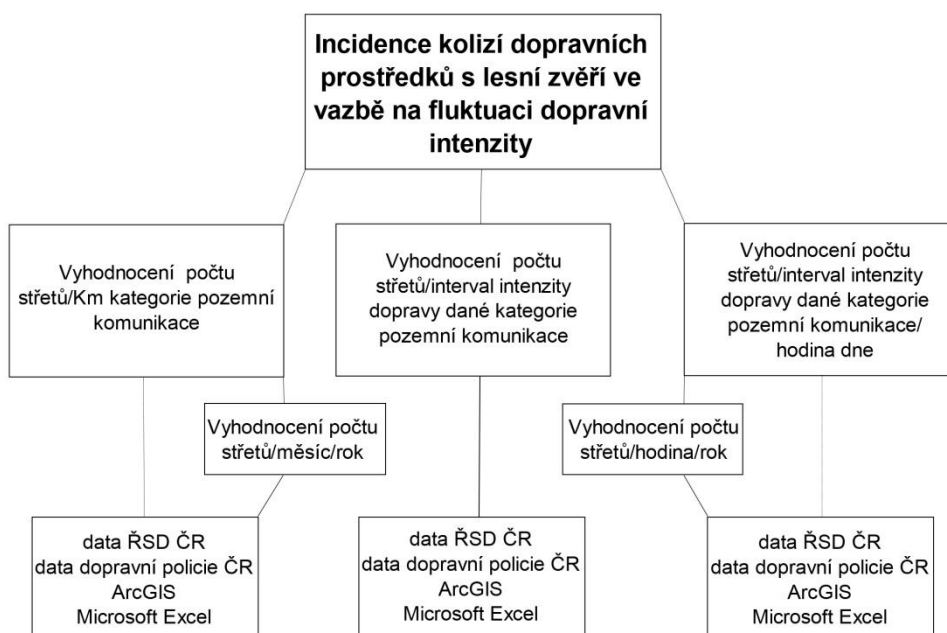 Incidence kolizí dopravních
prostředků s lesní zvěří ve
vazbě na fluktuaci dopravní
intenzity
Vyhodnocení počtu
střetů/Km kategorie pozemní
komunikace
Vyhodnocení počtu
střetů/interval intenzity
dopravy dané kategorie
pozemní komunikace
Vyhodnocení počtu
střetů/interval intenzity
dopravy dané kategorie
pozemní komunikace/
hodina dne
Vyhodnocení počtu
střetů/měsíc/rok
Vyhodnocení počtu
střetů/hodina/rok
data ŘSD ČR
data dopravní policie ČR
ArcGIS
Microsoft Excel
data ŘSD ČR
data dopravní policie ČR
ArcGIS
Microsoft Excel
data ŘSD ČR
data dopravní policie ČR
ArcGIS
Microsoft Excel